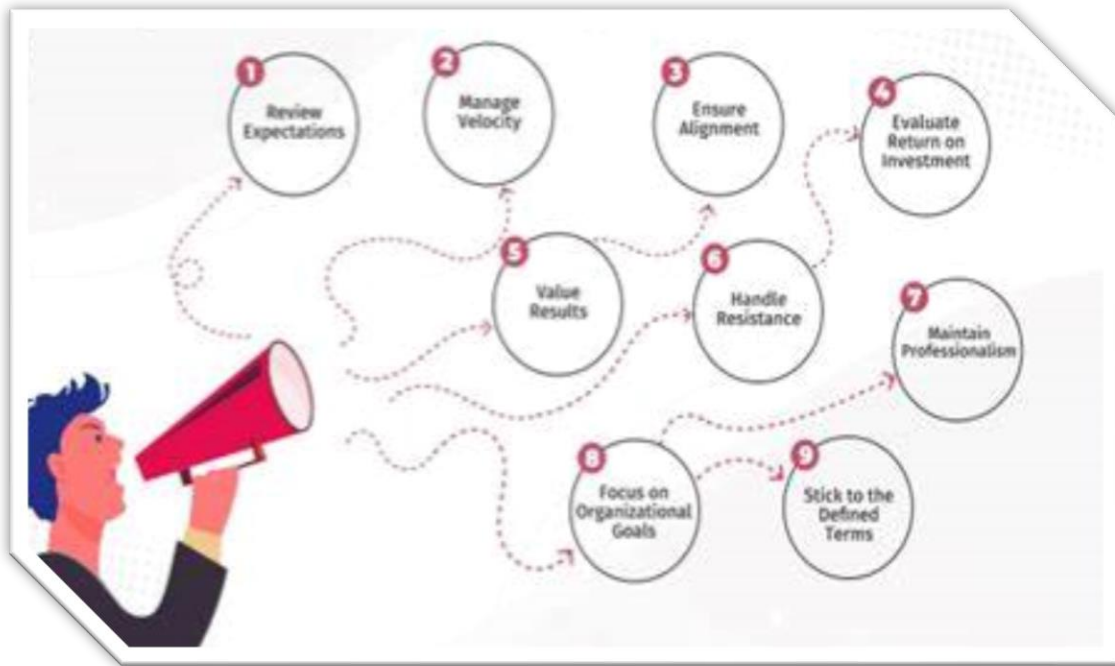 1
Review
Expectations
2
Manage
Velocity
3
Ensure
Alignment
4
Evaluate
Return on
Investment
5
Value
Results
6
Handle
Resistance
7
Maintain
Professionalism
8
Focus on
Organizational
Goals
9
Stick to the
Defined
Terms